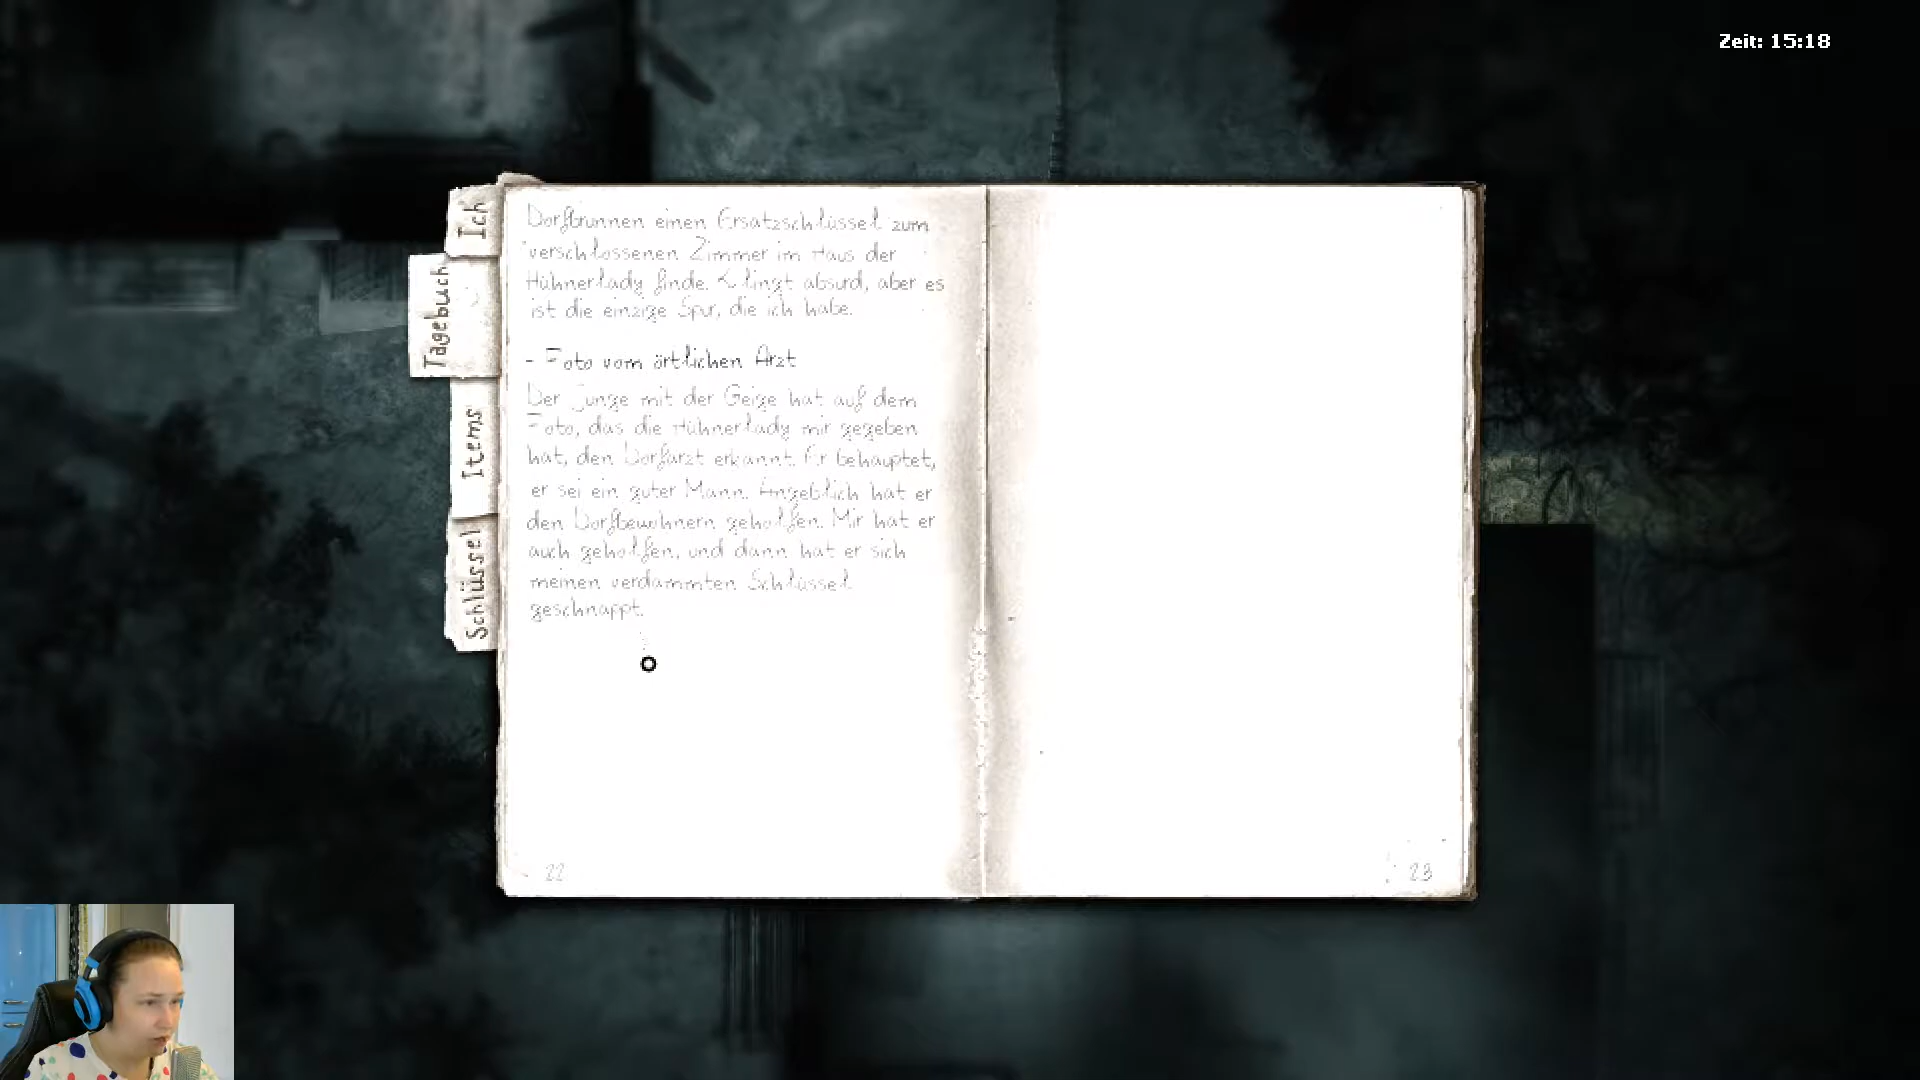 Zeit: 15:18
Ich
Tagebuch
Items
Schlüssel
Dorfbrunnen einen Ersatzschlüssel zum
verschlossenen Zimmer im Haus der
Hühnerlady finde. Klingt absurd, aber es
ist die einzige Spur, die ich habe.
- Foto vom örtlichen Arzt
Der Junge mit der Geige hat auf dem
Foto, das die Hühnerlady mir gegeben
hat, den Dorfarzt erkannt. Er behauptet,
er sei ein guter Mann. Angeblich hat er
den Dorfbewohnern geholfen. Mir hat er
auch geholfen, und dann hat er sich
meinen verdammten Schlüssel
geschnappt.
22
23